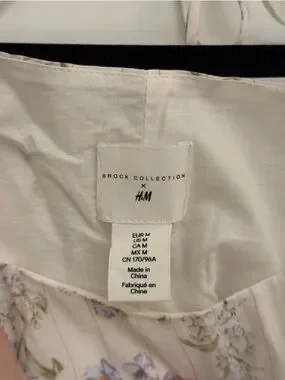 BROCK COLLECTION
x
H&M
EUR M
US M
CA M
MX M
CN 170/96A
Made in
China
Fabriqué en
Chine